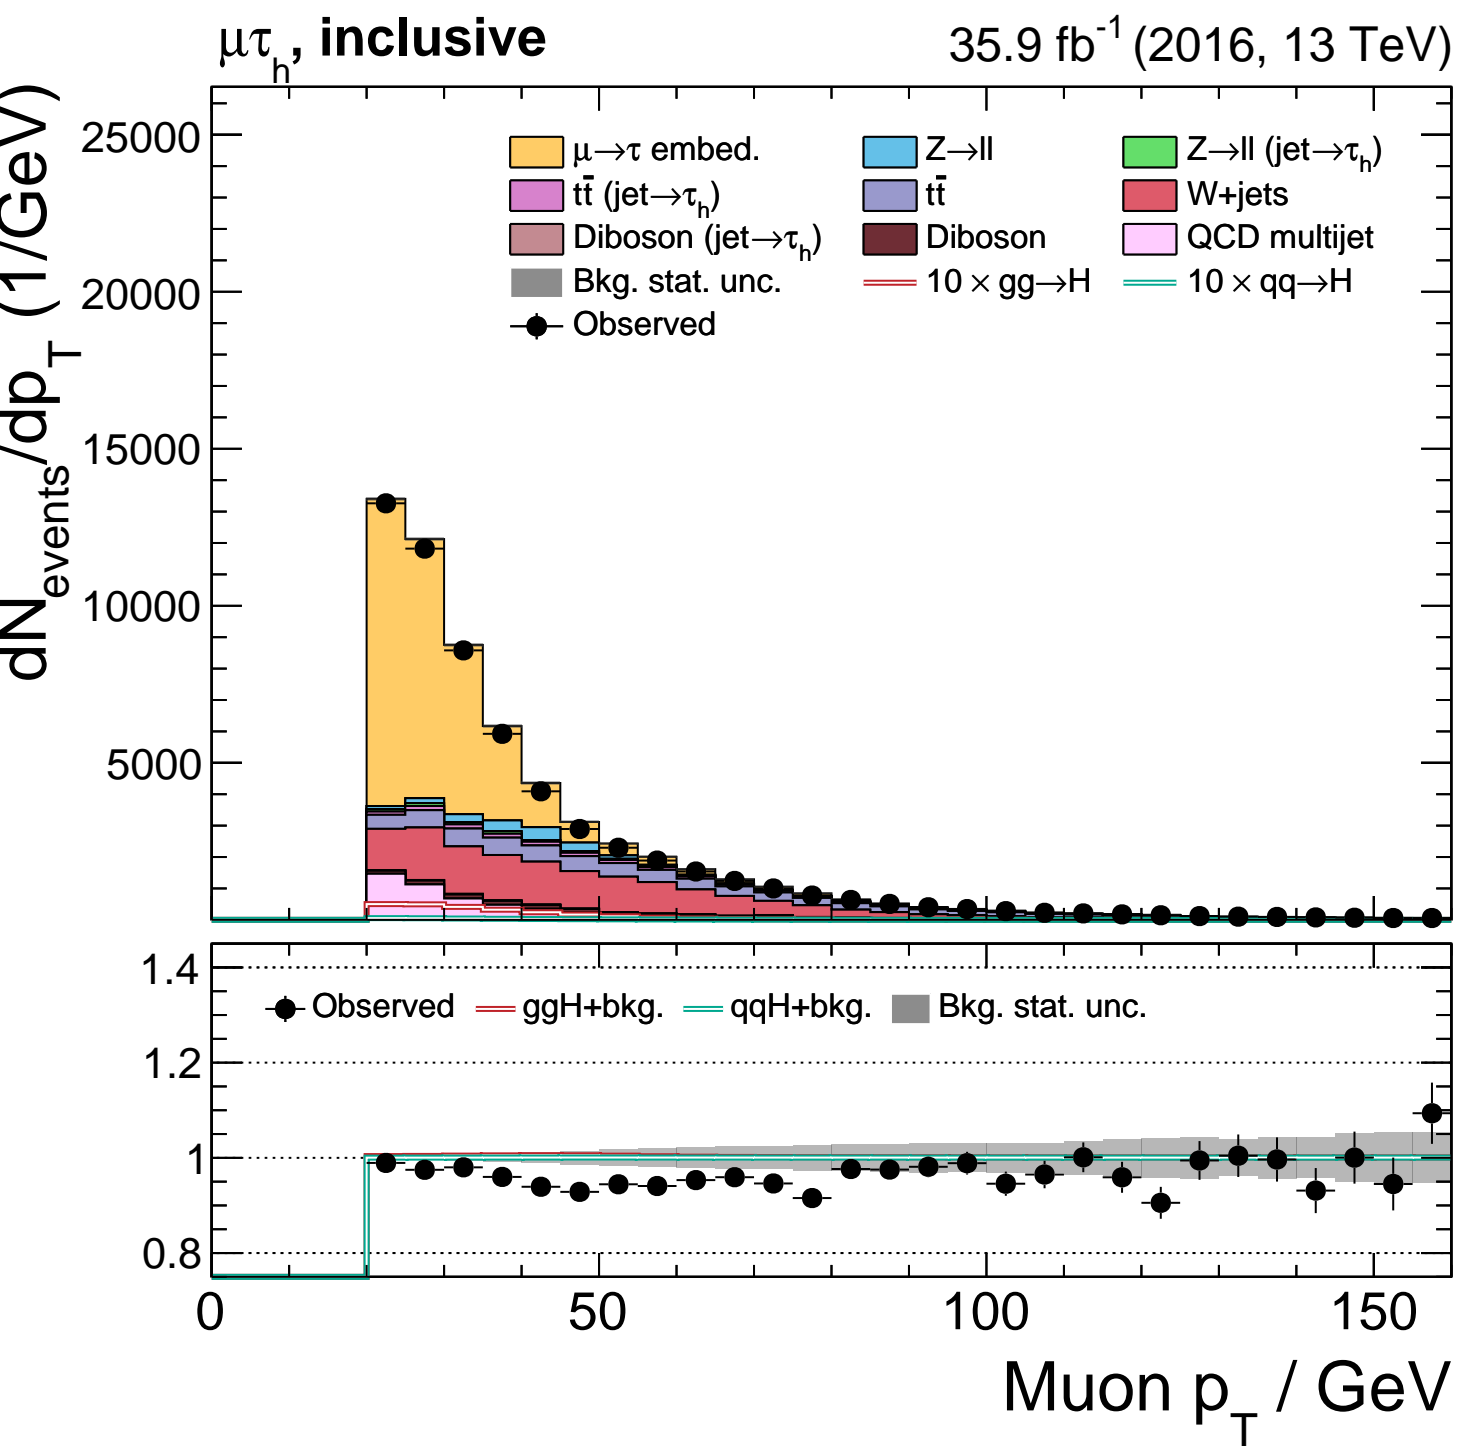 μτh, inclusive
35.9 fb-1 (2016, 13 TeV)
dNevents/dpT (1/GeV)
25000
20000
15000
10000
5000
μ→τ embed.
Z→ll
Z→ll (jet→τh)
tt̄ (jet→τh)
tt̄
W+jets
Diboson (jet→τh)
Diboson
QCD multijet
Bkg. stat. unc.
10 × gg→H
10 × qq→H
Observed
1.4
1.2
1
0.8
Observed
ggH+bkg.
qqH+bkg.
Bkg. stat. unc.
0
50
100
150
Muon pT / GeV